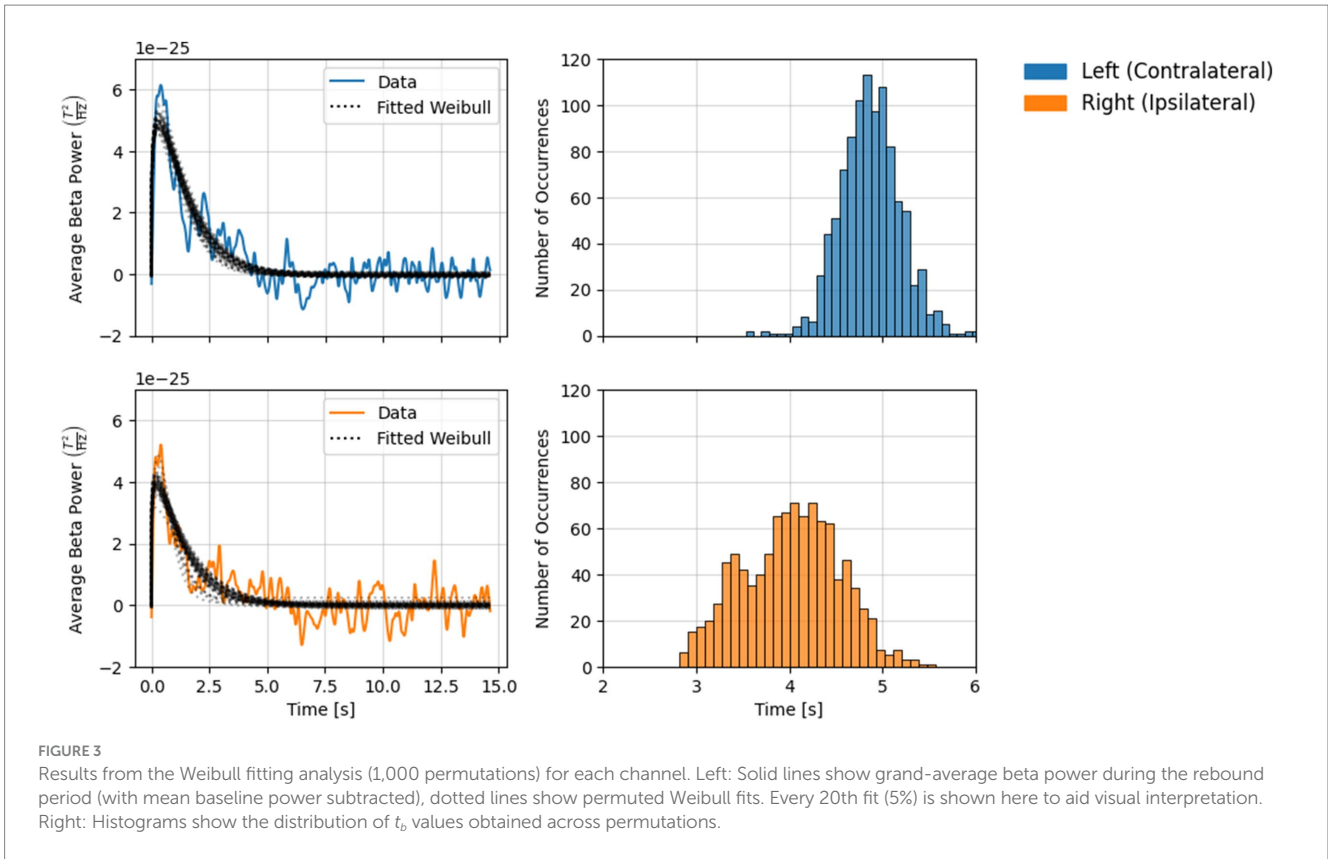 1e−25
Average Beta Power (T²/HZ)
6
4
2
0
−2
Data
Fitted Weibull
Number of Occurrences
120
100
80
60
40
20
0
Left (Contralateral)
Right (Ipsilateral)
1e−25
Average Beta Power (T²/HZ)
6
4
2
0
−2
Data
Fitted Weibull
0.0 2.5 5.0 7.5 10.0 12.5 15.0
Time [s]
Number of Occurrences
120
100
80
60
40
20
0
2 3 4 5 6
Time [s]
FIGURE 3
Results from the Weibull fitting analysis (1,000 permutations) for each channel. Left: Solid lines show grand-average beta power during the rebound
period (with mean baseline power subtracted), dotted lines show permuted Weibull fits. Every 20th fit (5%) is shown here to aid visual interpretation.
Right: Histograms show the distribution of t_b values obtained across permutations.